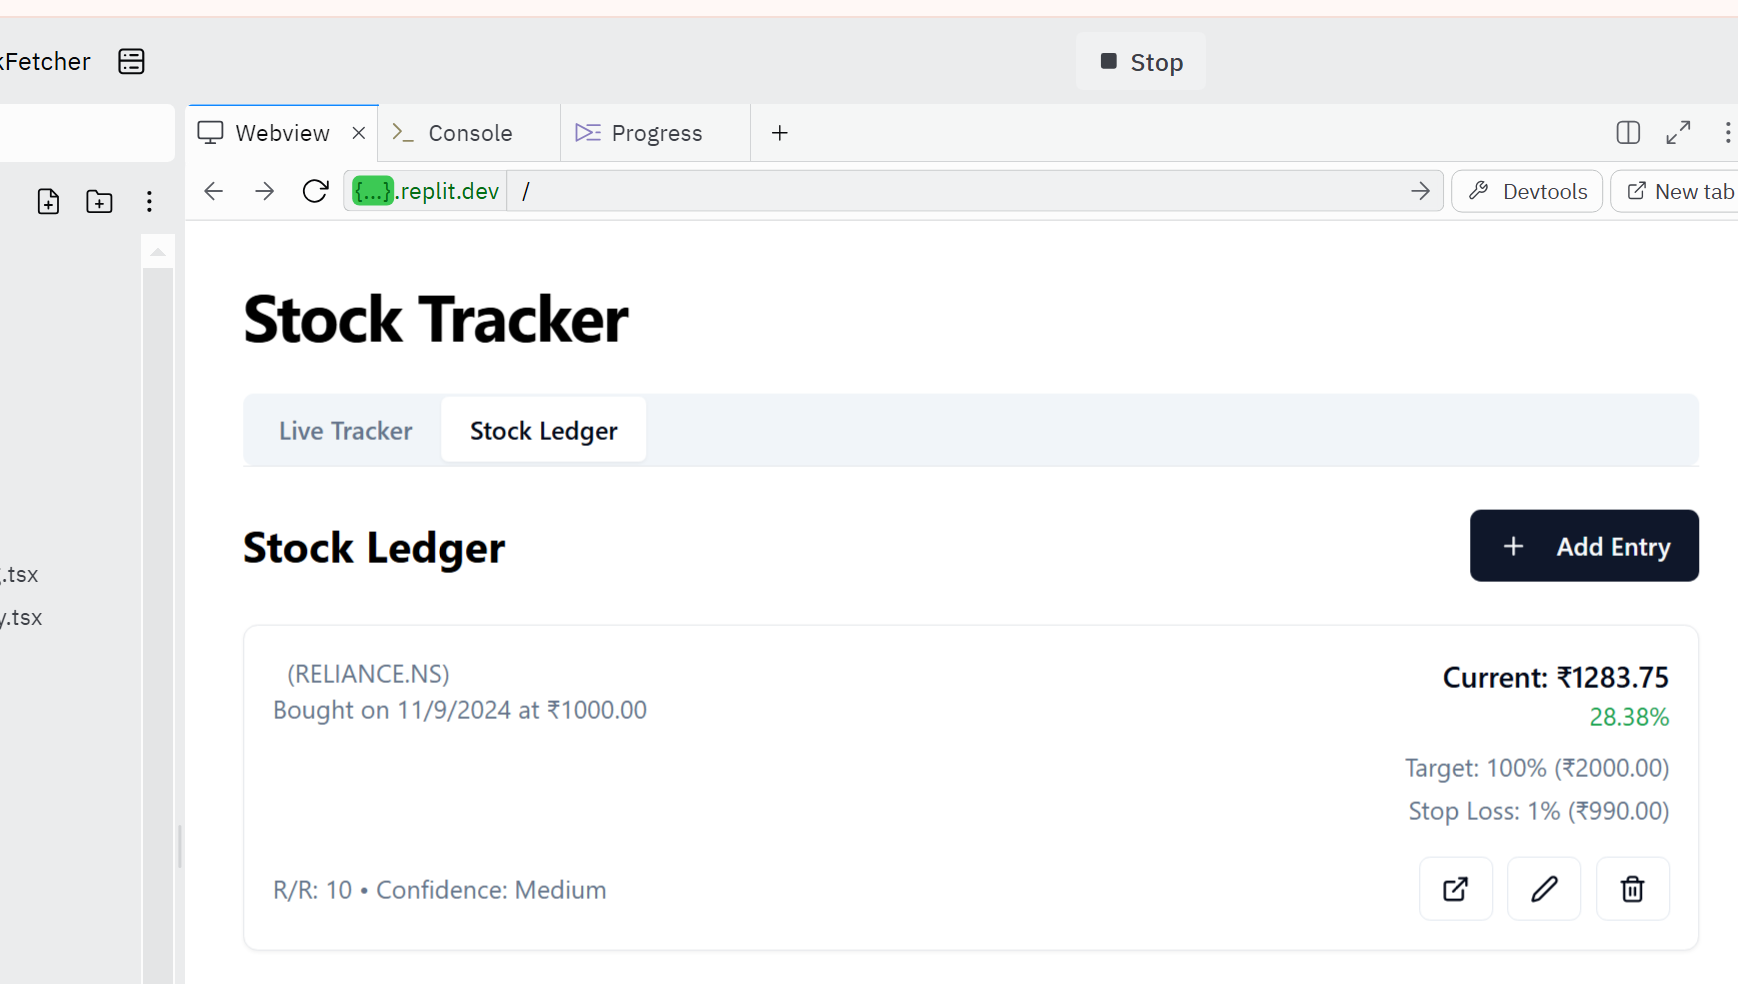 kFetcher
Stop
Webview
Console
Progress
{...}.replit.dev /
Devtools
New tab
Stock Tracker
Live Tracker
Stock Ledger
Stock Ledger
Add Entry
.tsx
y.tsx
(RELIANCE.NS)
Bought on 11/9/2024 at ₹1000.00
Current: ₹1283.75
28.38%
Target: 100% (₹2000.00)
Stop Loss: 1% (₹990.00)
R/R: 10 • Confidence: Medium